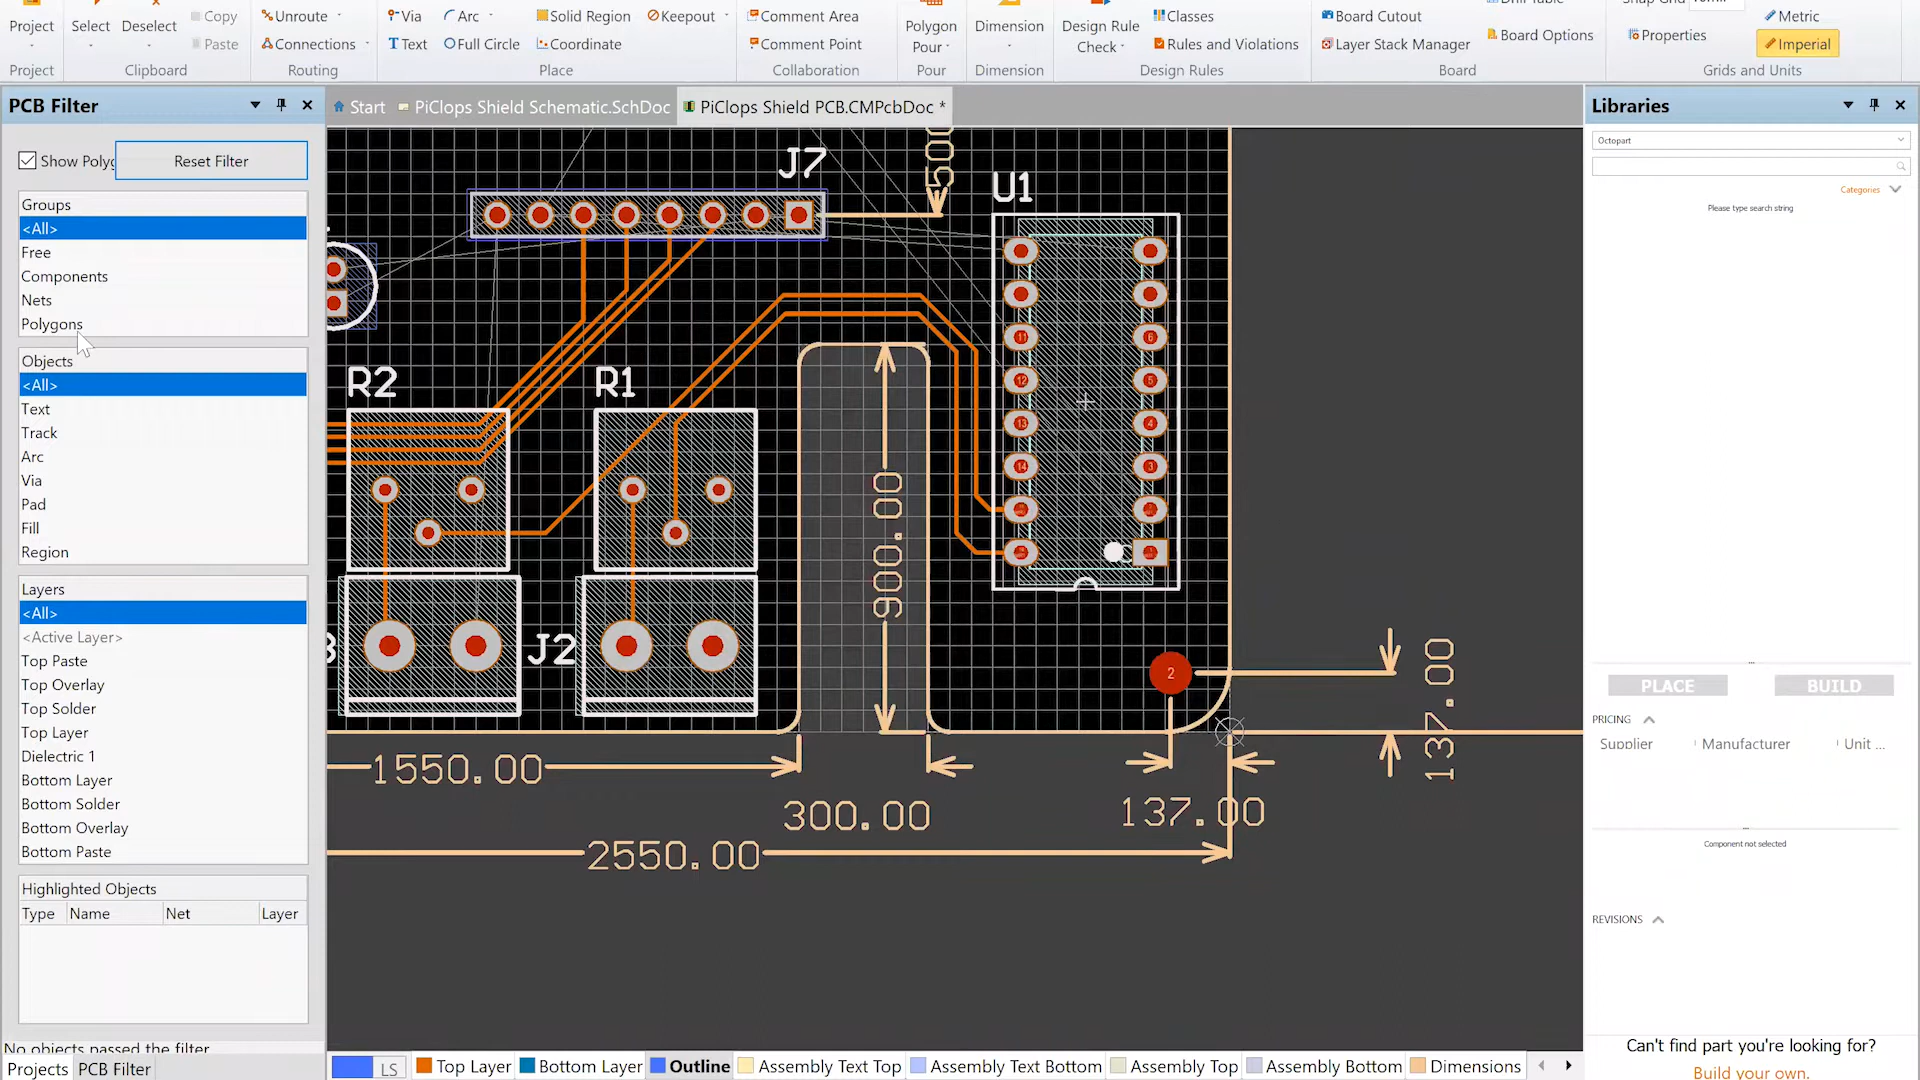 Project
Select
Deselect
Copy
Paste
Project
Clipboard
Unroute
Connections
Routing
Via
Arc
Solid Region
Keepout
Text
Full Circle
Coordinate
Place
Comment Area
Comment Point
Collaboration
Polygon
Pour
Pour
Dimension
Dimension
Design Rule
Check
Classes
Rules and Violations
Design Rules
Board Cutout
Layer Stack Manager
Board Options
Board
Properties
Metric
Imperial
Grids and Units
PCB Filter
Start
PiClops Shield Schematic.SchDoc
PiClops Shield PCB.CMPcbDoc *
Libraries
Show Polyg
Reset Filter
Groups
<All>
Free
Components
Nets
Polygons
Objects
<All>
Text
Track
Arc
Via
Pad
Fill
Region
Layers
<All>
<Active Layer>
Top Paste
Top Overlay
Top Solder
Top Layer
Dielectric 1
Bottom Layer
Bottom Solder
Bottom Overlay
Bottom Paste
Highlighted Objects
Type Name Net Layer
No objects passed the filter
Projects PCB Filter
J7
U1
R2
R1
J2
11
12
13
14
6
5
4
3
2
900.00
1550.00
300.00
137.00
137.00
2550.00
LS
Top Layer
Bottom Layer
Outline
Assembly Text Top
Assembly Text Bottom
Assembly Top
Assembly Bottom
Dimensions
Octopart
Categories
Please type search string
PLACE
BUILD
PRICING
Supplier Manufacturer Unit ...
Component not selected
REVISIONS
Can't find part you're looking for?
Build your own.